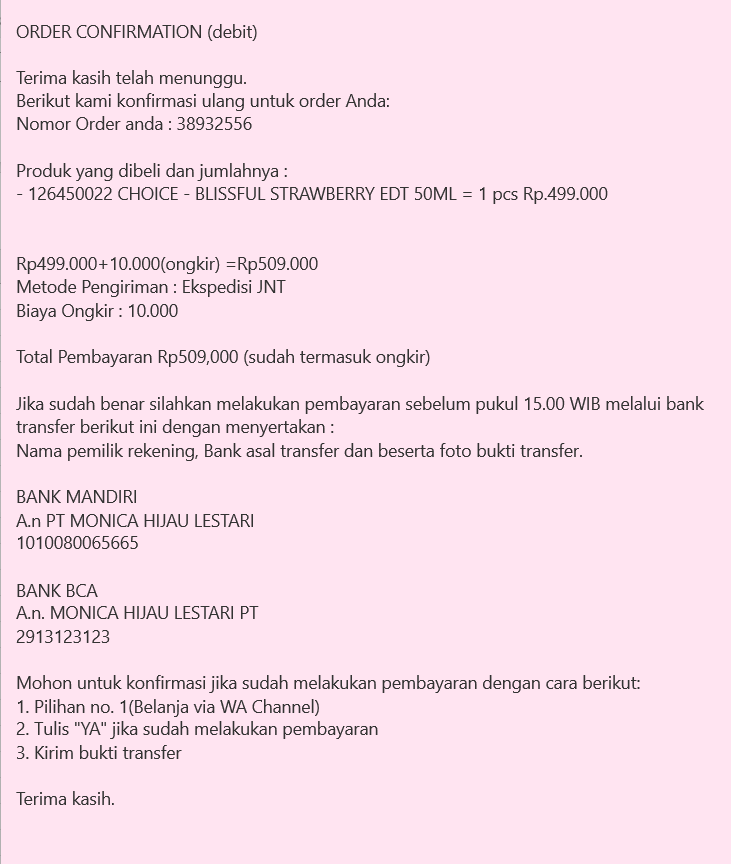 ORDER CONFIRMATION (debit)
Terima kasih telah menunggu.
Berikut kami konfirmasi ulang untuk order Anda:
Nomor Order anda : 38932556
Produk yang dibeli dan jumlahnya :
- 126450022 CHOICE - BLISSFUL STRAWBERRY EDT 50ML = 1 pcs Rp.499.000
Rp499.000+10.000(ongkir) =Rp509.000
Metode Pengiriman : Ekspedisi JNT
Biaya Ongkir : 10.000
Total Pembayaran Rp509,000 (sudah termasuk ongkir)
Jika sudah benar silahkan melakukan pembayaran sebelum pukul 15.00 WIB melalui bank
transfer berikut ini dengan menyertakan :
Nama pemilik rekening, Bank asal transfer dan beserta foto bukti transfer.
BANK MANDIRI
A.n PT MONICA HIJAU LESTARI
1010080065665
BANK BCA
A.n. MONICA HIJAU LESTARI PT
2913123123
Mohon untuk konfirmasi jika sudah melakukan pembayaran dengan cara berikut:
1. Pilihan no. 1(Belanja via WA Channel)
2. Tulis "YA" jika sudah melakukan pembayaran
3. Kirim bukti transfer
Terima kasih.